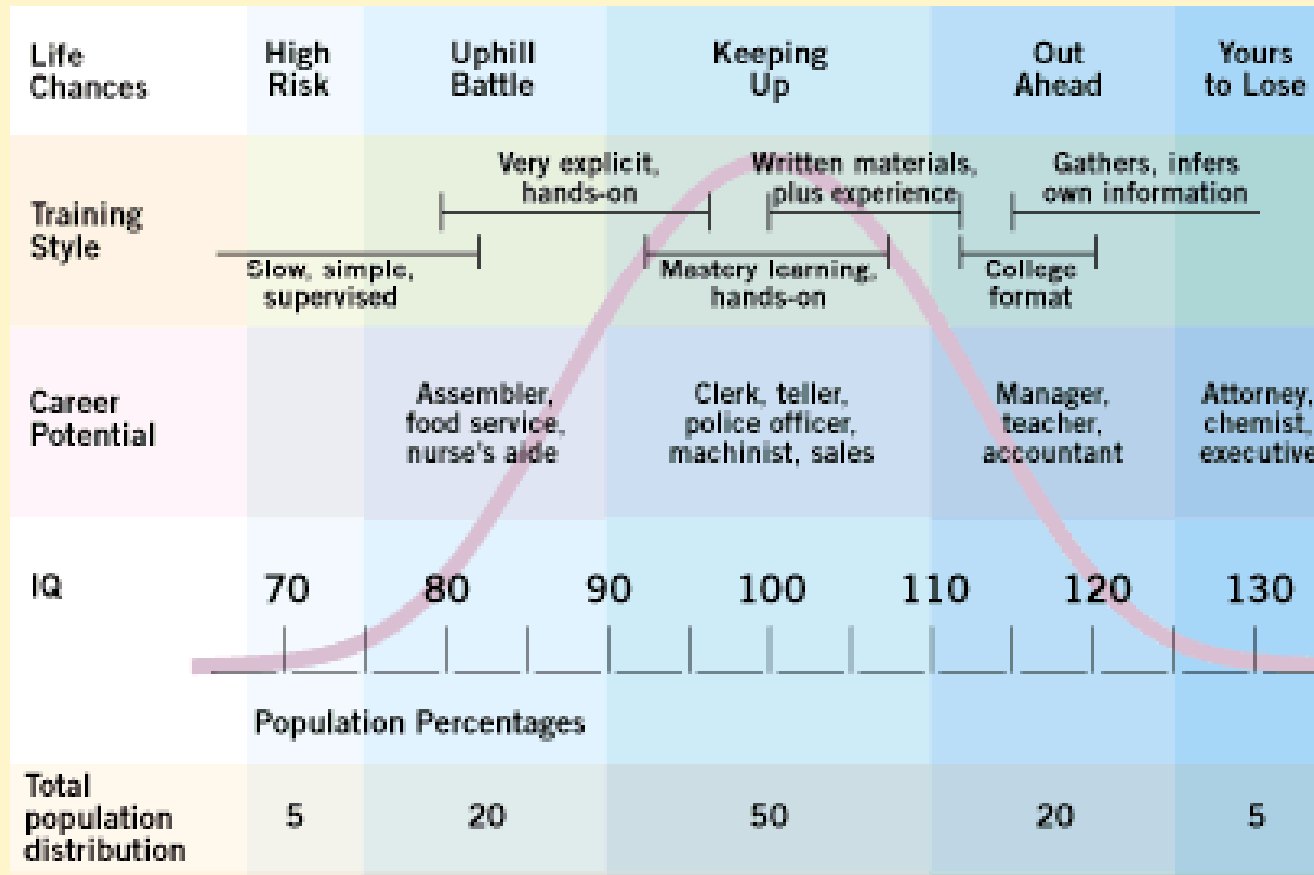 Life
Chances
High
Risk
Uphill
Battle
Keeping
Up
Out
Ahead
Yours
to Lose
Training
Style
Very explicit,
hands-on
Written materials,
plus experience
Gathers, infers
own information
Slow, simple,
supervised
Mastery learning,
hands-on
College
format
Career
Potential
Assembler,
food service,
nurse's aide
Clerk, teller,
police officer,
machinist, sales
Manager,
teacher,
accountant
Attorney,
chemist,
executive
IQ
70 80 90 100 110 120 130
Population Percentages
Total
population
distribution
5 20 50 20 5